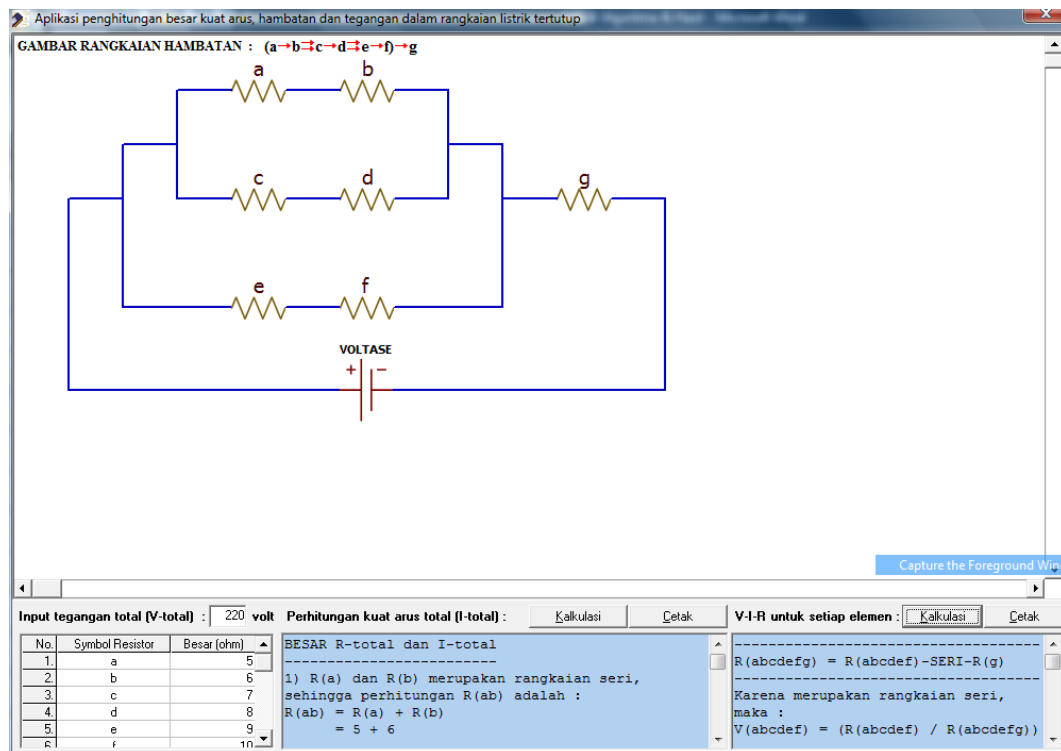 Aplikasi penghitungan besar kuat arus, hambatan dan tegangan dalam rangkaian listrik tertutup
GAMBAR RANGKAIAN HAMBATAN : (a→b⇉c→d⇉e→f)→g
a b
c d g
e f
VOLTASE
+ −
Capture the Foreground Win
Input tegangan total (V-total) : 220 volt Perhitungan kuat arus total (I-total) : Kalkulasi Cetak V-I-R untuk setiap elemen : Kalkulasi Cetak
No. Symbol Resistor Besar (ohm)
1. a 5
2. b 6
3. c 7
4. d 8
5. e 9
6. f 10
BESAR R-total dan I-total
-------------------------
1) R(a) dan R(b) merupakan rangkaian seri,
sehingga perhitungan R(ab) adalah :
R(ab) = R(a) + R(b)
= 5 + 6
------------------------------------
R(abcdefg) = R(abcdef)-SERI-R(g)
------------------------------------
Karena merupakan rangkaian seri,
maka :
V(abcdef) = (R(abcdef) / R(abcdefg))